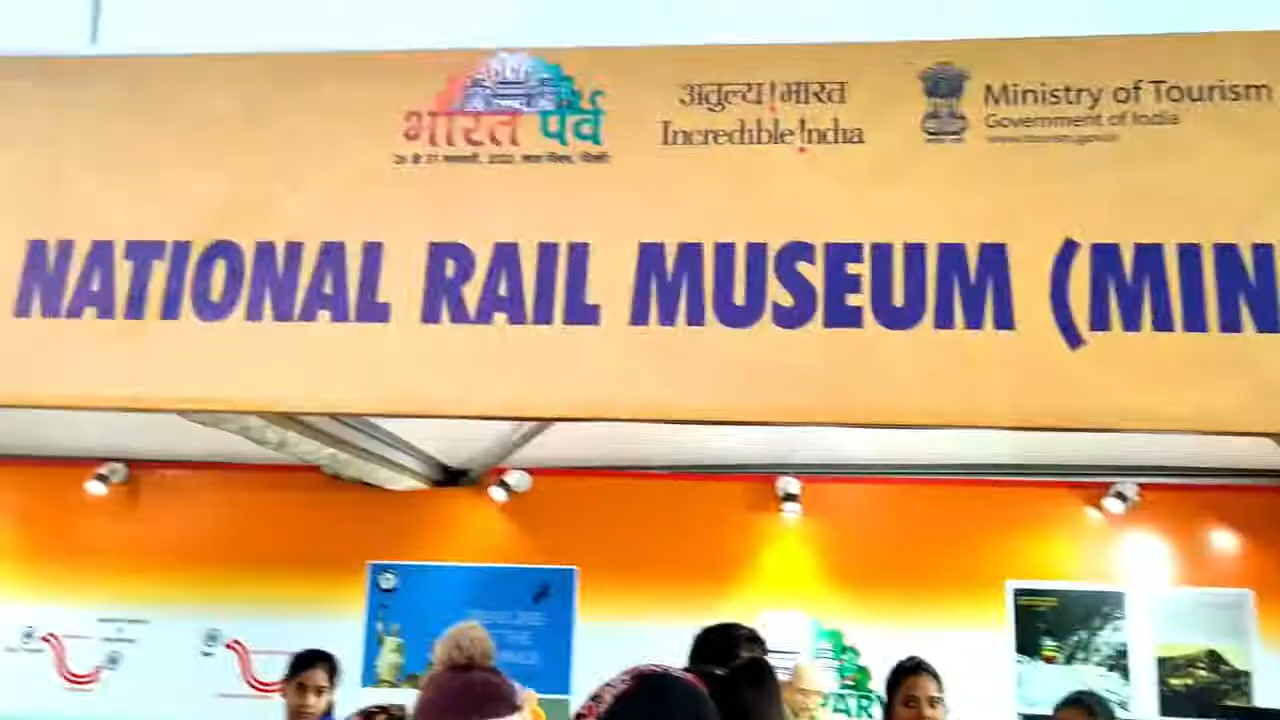 भारत पर्व
अतुल्य!भारत
Incredible!ndia
Ministry of Tourism
Government of India
NATIONAL RAIL MUSEUM (MIN